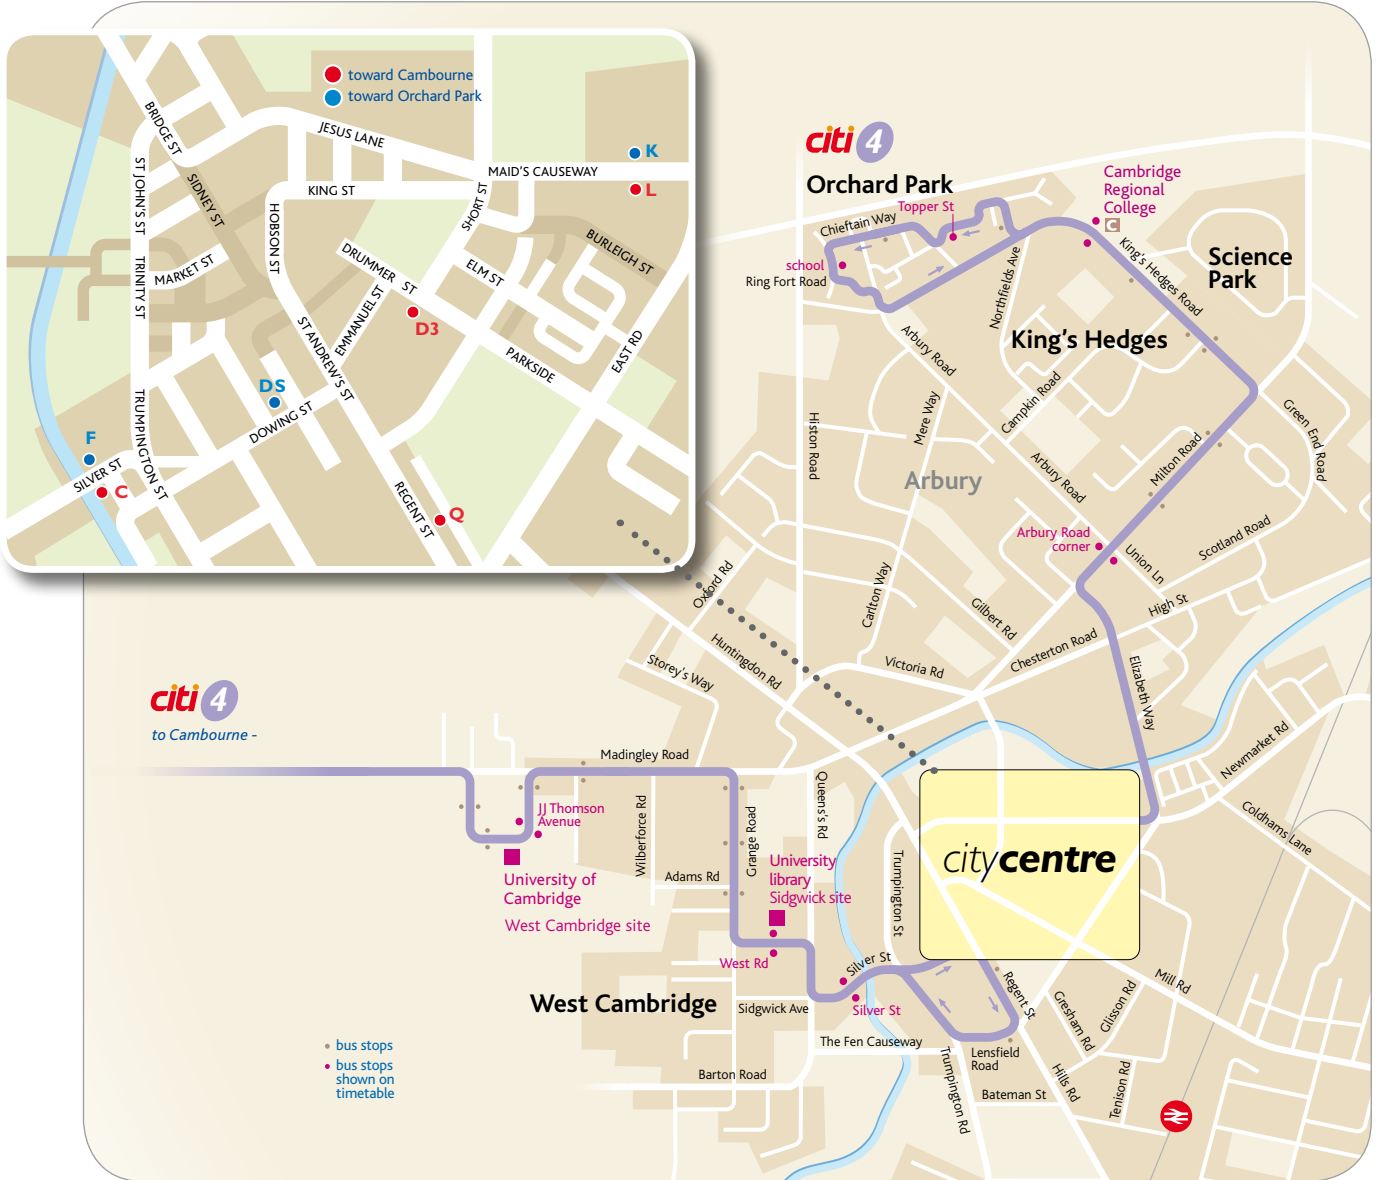 toward Cambourne
toward Orchard Park
BRIDGE ST
JESUS LANE
K
MAID'S CAUSEWAY
L
ST JOHN'S ST
SIDNEY ST
KING ST
SHORT ST
HOBSON ST
BURLEIGH ST
DRUMMER ST
ELM ST
MARKET ST
TRINITY ST
EMMANUEL ST
D3
ST ANDREW'S ST
PARKSIDE
EAST RD
DS
DOWING ST
TRUMPINGTON ST
F
SILVER ST
C
REGENT ST
Q
citi 4
Orchard Park
Topper St
Chieftain Way
school
Ring Fort Road
Cambridge
Regional
College
C
King's Hedges Road
Science
Park
Northfields Ave
King's Hedges
Arbury Road
Campkin Road
Mere Way
Histon Road
Green End Road
Milton Road
Arbury
Arbury Road
Arbury Road
corner
Union Ln
Scotland Road
High St
Oxford Rd
Carlton Way
Gilbert Rd
Huntingdon Rd
Storey's Way
Victoria Rd
Chesterton Road
Elizabeth Way
Newmarket Rd
Coldhams Lane
citi 4
to Cambourne -
Madingley Road
JJ Thomson
Avenue
Wilberforce Rd
Grange Road
Queens's Rd
University of
Cambridge
West Cambridge site
Adams Rd
University
library
Sidgwick site
Trumpington St
citycentre
West Rd
Silver St
Silver St
West Cambridge
Sidgwick Ave
Regent St
Mill Rd
Gresham Rd
Glisson Rd
The Fen Causeway
Lensfield
Road
Trumpington Rd
Hills Rd
Tenison Rd
Bateman St
Barton Road
bus stops
bus stops
shown on
timetable